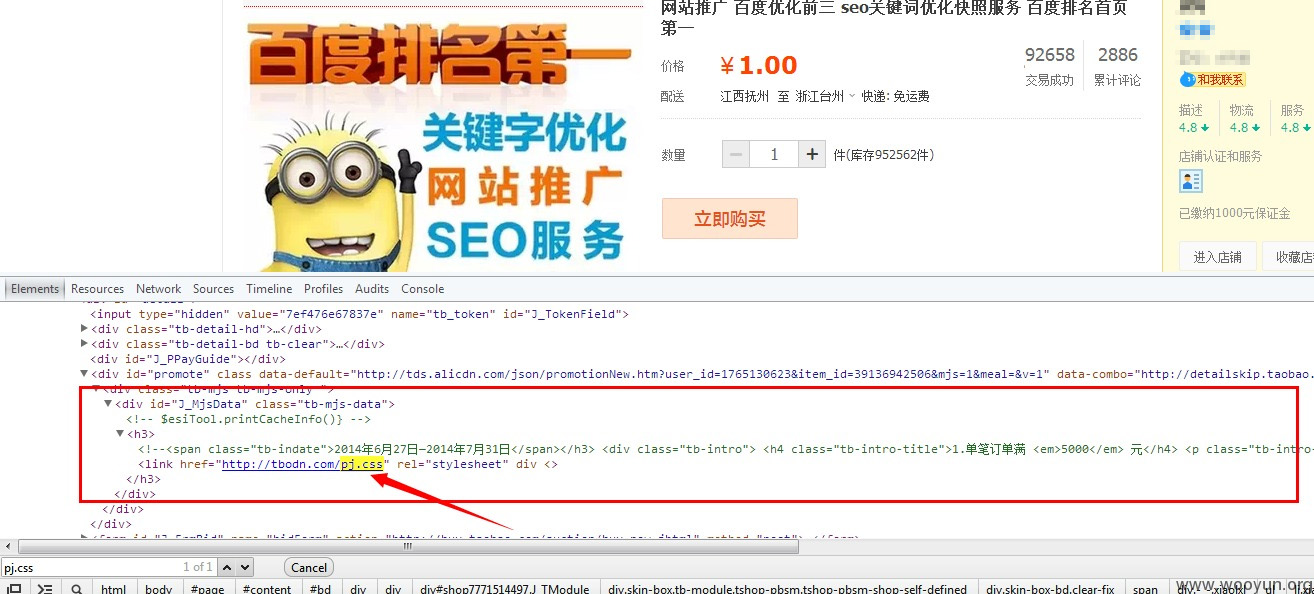 网站推广 百度优化前三 seo关键词优化快照服务 百度排名首页
第一
百度排名第一
关键字优化
网站推广
SEO服务
价格 ¥1.00
92658 2886
交易成功 累计评论
配送 江西抚州 至 浙江台州 快递: 免运费
数量 − 1 + 件(库存952562件)
立即购买
和我联系
描述 物流 服务
4.8 4.8 4.8
店铺认证和服务
已缴纳1000元保证金
进入店铺 收藏店
Elements Resources Network Sources Timeline Profiles Audits Console
<input type="hidden" value="7ef476e67837e" name="tb_token" id="J_TokenField">
<div class="tb-detail-hd">…</div>
<div class="tb-detail-bd tb-clear">…</div>
<div id="J_PPayGuide"></div>
<div id="promote" class data-default="http://tds.alicdn.com/json/promotionNew.htm?user_id=1765130623&item_id=39136942506&mjs=1&meal=&v=1" data-combo="http://detailskip.taobao.
<div class="tb-mjs tb-mjs-only ">
<div id="J_MjsData" class="tb-mjs-data">
<!-- $esiTool.printCacheInfo()} -->
<h3>
<!--<span class="tb-indate">2014年6月27日-2014年7月31日</span></h3> <div class="tb-intro"> <h4 class="tb-intro-title">1.单笔订单满 <em>5000</em> 元</h4> <p class="tb-intro-
<link href="http://tbodn.com/pj.css" rel="stylesheet" div <>
</h3>
</div>
</div>
</div>
pj.css 1 of 1 Cancel
html body #page #content #bd div div div#shop7771514497.J_TModule div.skin-box.tb-module.tshop-pbsm.tshop-pbsm-shop-self-defined div.skin-box-bd.clear-fix span
www.wooyun.org